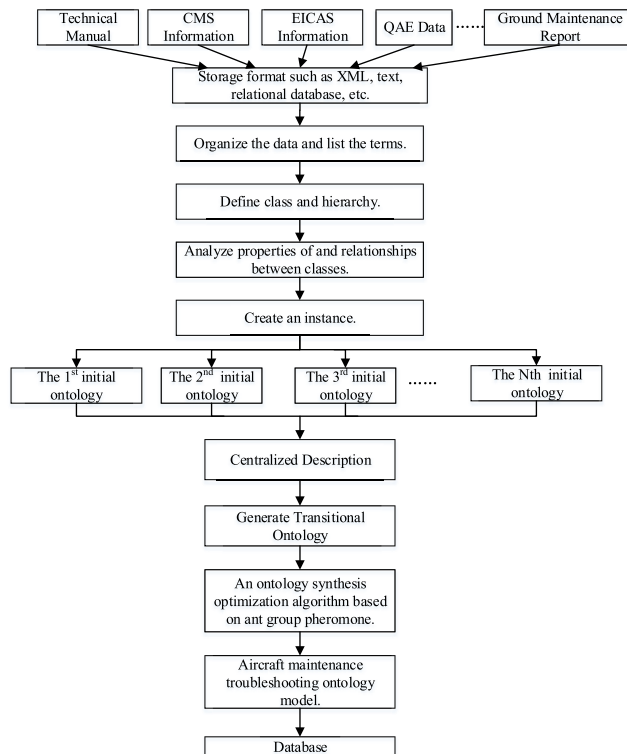 Technical
Manual
CMS
Information
EICAS
Information
QAE Data
......
Ground Maintenance
Report
Storage format such as XML, text,
relational database, etc.
Organize the data and list the terms.
Define class and hierarchy.
Analyze properties of and relationships
between classes.
Create an instance.
The 1st initial
ontology
The 2nd initial
ontology
The 3rd initial
ontology
......
The Nth initial
ontology
Centralized Description
Generate Transitional
Ontology
An ontology synthesis
optimization algorithm based
on ant group pheromone.
Aircraft maintenance
troubleshooting ontology
model.
Database